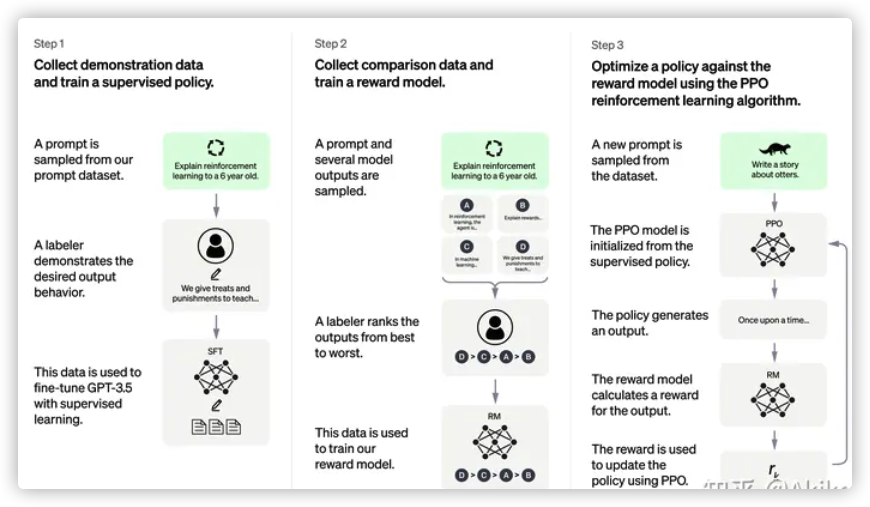 Step 1
Collect demonstration data
and train a supervised policy.
A prompt is
sampled from our
prompt dataset.
Explain reinforcement
learning to a 6 year old.
A labeler
demonstrates the
desired output
behavior.
We give treats and
punishments to teach...
This data is used to
fine-tune GPT-3.5
with supervised
learning.
SFT
Step 2
Collect comparison data and
train a reward model.
A prompt and
several model
outputs are
sampled.
Explain reinforcement
learning to a 6 year old.
A
In reinforcement
learning, the
agent is...
B
Explain rewards...
C
In machine
learning...
D
We give treats and
punishments to
teach...
A labeler ranks the
outputs from best
to worst.
D > C > A > B
This data is used
to train our
reward model.
RM
D > C > A > B
Step 3
Optimize a policy against the
reward model using the PPO
reinforcement learning algorithm.
A new prompt is
sampled from
the dataset.
Write a story
about otters.
The PPO model is
initialized from the
supervised policy.
PPO
The policy generates
an output.
Once upon a time...
The reward model
calculates a reward
for the output.
RM
The reward is used
to update the
policy using PPO.